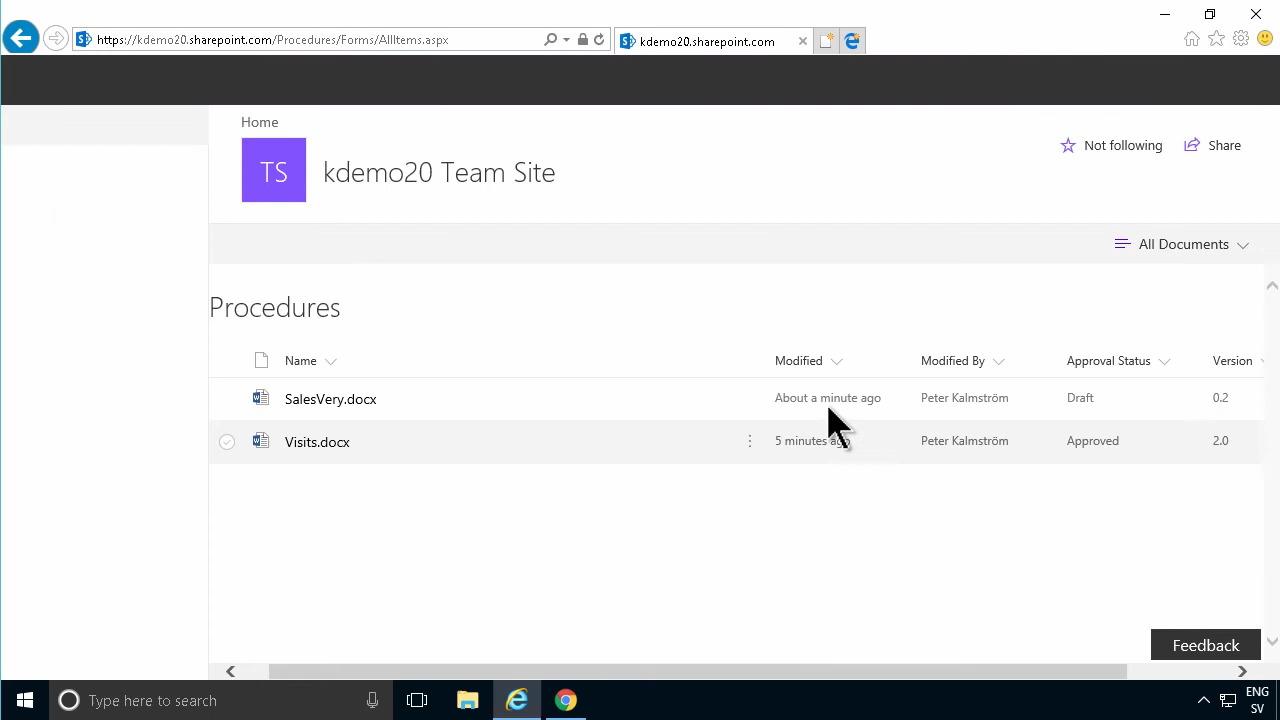 https://kdemo20.sharepoint.com/Procedures/Forms/AllItems.aspx
kdemo20.sharepoint.com
Home
TS
kdemo20 Team Site
Not following
Share
All Documents
Procedures
Name Modified Modified By Approval Status Version
SalesVery.docx About a minute ago Peter Kalmström Draft 0.2
Visits.docx 5 minutes ago Peter Kalmström Approved 2.0
Feedback
Type here to search
ENG
SV